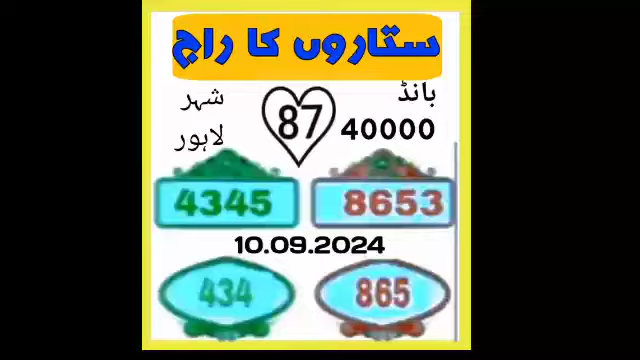 ستاروں کا راج
شہر 87 بانڈ
لاہور 40000
4345 8653
10.09.2024
434 865